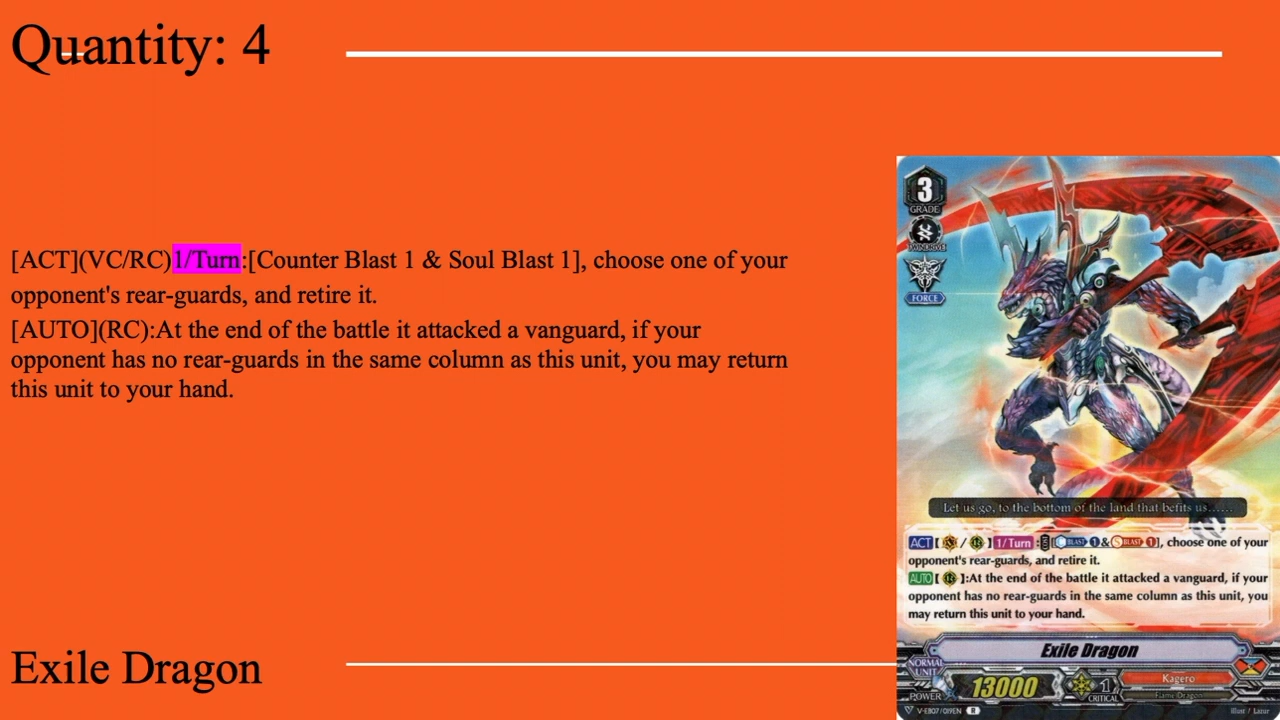 Quantity: 4
[ACT](VC/RC)1/Turn:[Counter Blast 1 & Soul Blast 1], choose one of your
opponent's rear-guards, and retire it.
[AUTO](RC):At the end of the battle it attacked a vanguard, if your
opponent has no rear-guards in the same column as this unit, you may return
this unit to your hand.
Exile Dragon
3
GRADE
TWIN DRIVE
FORCE
Let us go, to the bottom of the land that befits us......
ACT [ / ] 1/Turn : [ BLAST 1 & S BLAST 1], choose one of your
opponent's rear-guards, and retire it.
AUTO [ ]:At the end of the battle it attacked a vanguard, if your
opponent has no rear-guards in the same column as this unit, you
may return this unit to your hand.
Exile Dragon
NORMAL
UNIT
POWER 13000 1 CRITICAL
Kagero
Flame Dragon
V-EB07/019EN R Illust / Lazur